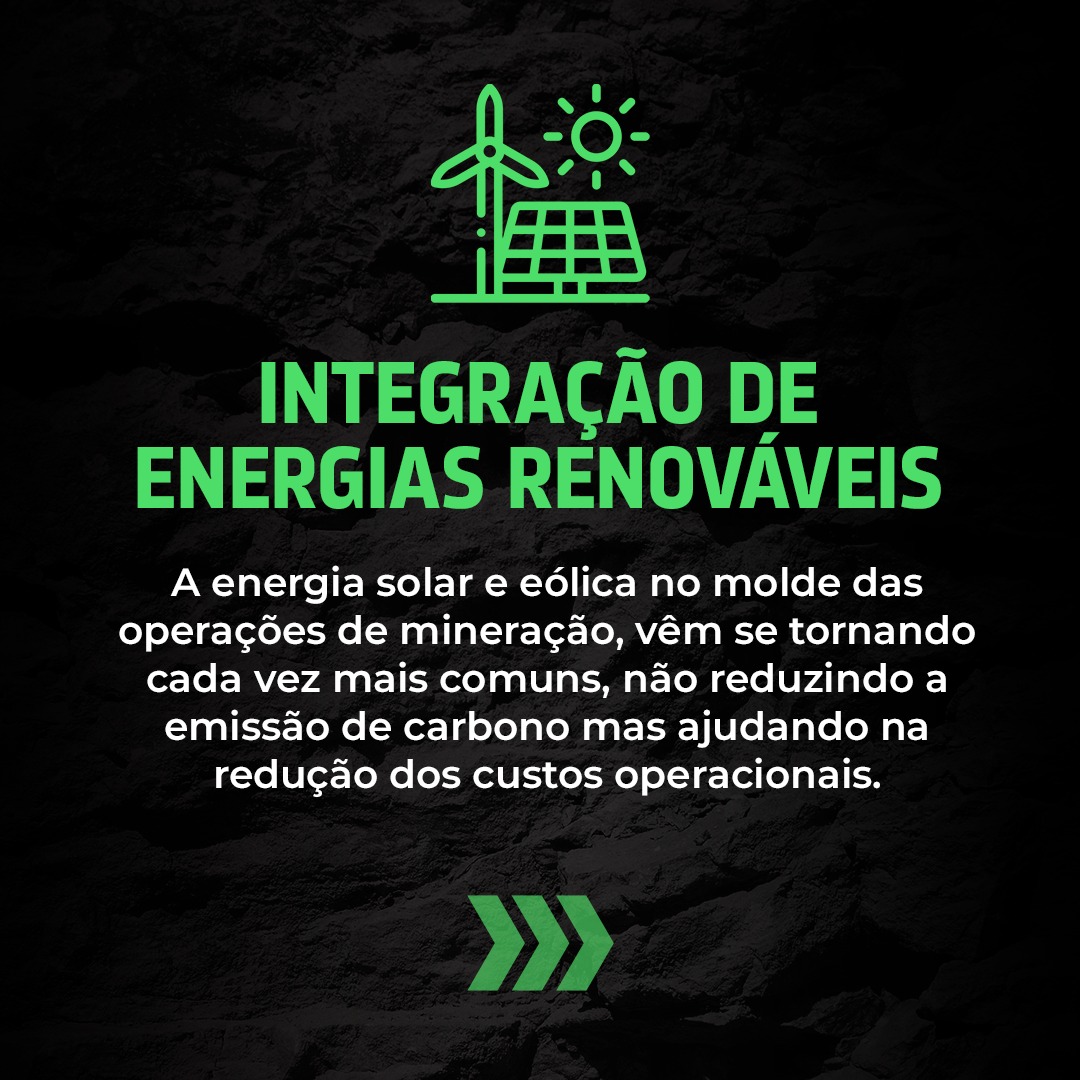 INTEGRAÇÃO DE
ENERGIAS RENOVÁVEIS
A energia solar e eólica no molde das
operações de mineração, vêm se tornando
cada vez mais comuns, não reduzindo a
emissão de carbono mas ajudando na
redução dos custos operacionais.